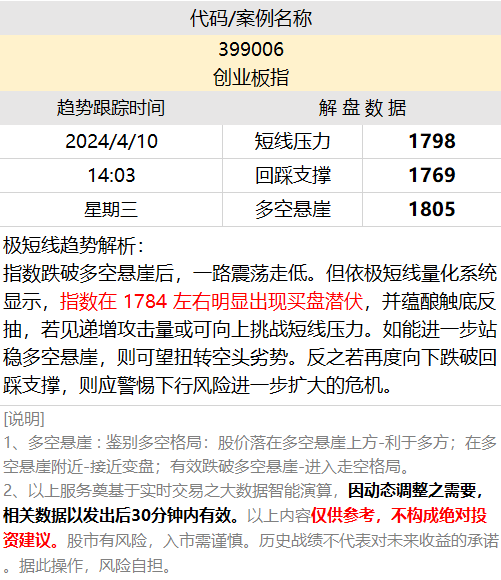 代码/案例名称
399006
创业板指
趋势跟踪时间 解 盘 数 据
2024/4/10 短线压力 1798
14:03 回踩支撑 1769
星期三 多空悬崖 1805
极短线趋势解析：
指数跌破多空悬崖后，一路震荡走低。但依极短线量化系统
显示，指数在 1784 左右明显出现买盘潜伏，并蕴酿触底反
抽，若见递增攻击量或可向上挑战短线压力。如能进一步站
稳多空悬崖，则可望扭转空头劣势。反之若再度向下跌破回
踩支撑，则应警惕下行风险进一步扩大的危机。
[说明]
1、多空悬崖：鉴别多空格局：股价落在多空悬崖上方-利于多方；在多
空悬崖附近-接近变盘；有效跌破多空悬崖-进入走空格局。
2、以上服务奠基于实时交易之大数据智能演算，因动态调整之需要，
相关数据以发出后30分钟内有效。以上内容仅供参考，不构成绝对投
资建议。股市有风险，入市需谨慎。历史战绩不代表对未来收益的承诺
。据此操作，风险自担。